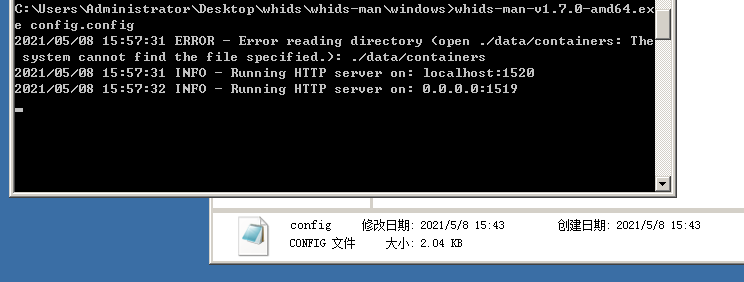 C:\Users\Administrator\Desktop\whids\whids-man\windows>whids-man-v1.7.0-amd64.ex
e config.config
2021/05/08 15:57:31 ERROR - Error reading directory (open ./data/containers: The
 system cannot find the file specified.): ./data/containers
2021/05/08 15:57:31 INFO - Running HTTP server on: localhost:1520
2021/05/08 15:57:32 INFO - Running HTTP server on: 0.0.0.0:1519
config 修改日期: 2021/5/8 15:43 创建日期: 2021/5/8 15:43
CONFIG 文件 大小: 2.04 KB